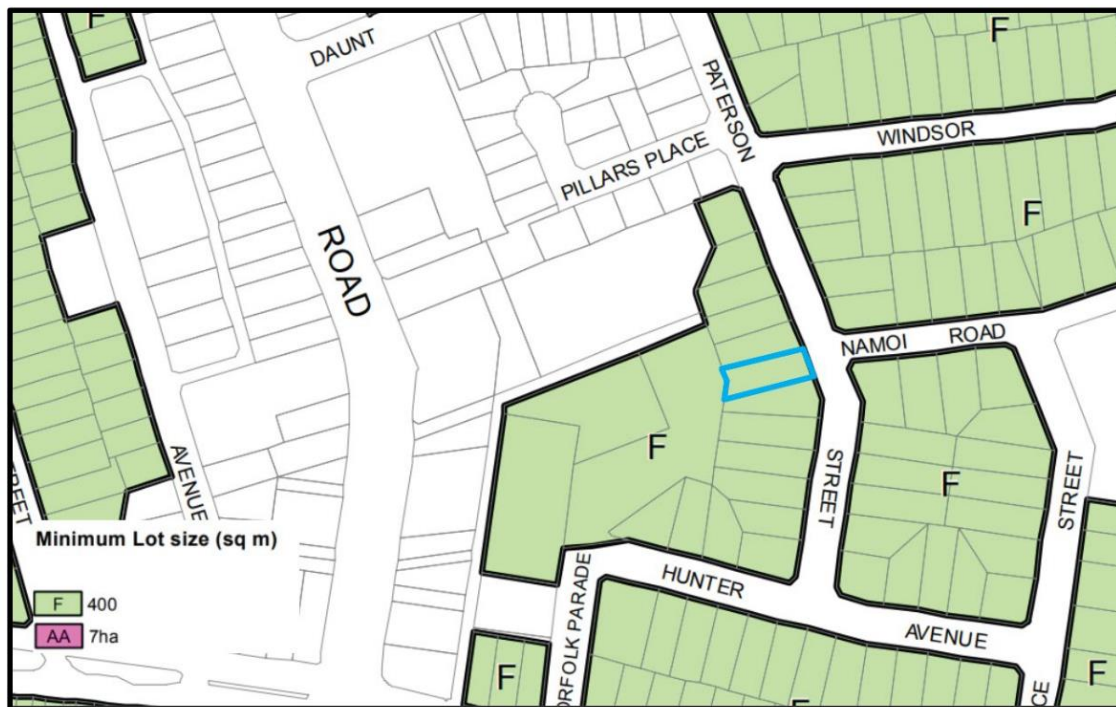 F
DAUNT
F
PATERSON
WINDSOR
PILLARS PLACE
F
ROAD
NAMOI ROAD
F
F
STREET
STREET
AVENUE
Minimum Lot size (sq m)
F 400
AA 7ha
HUNTER
AVENUE
F
F
F